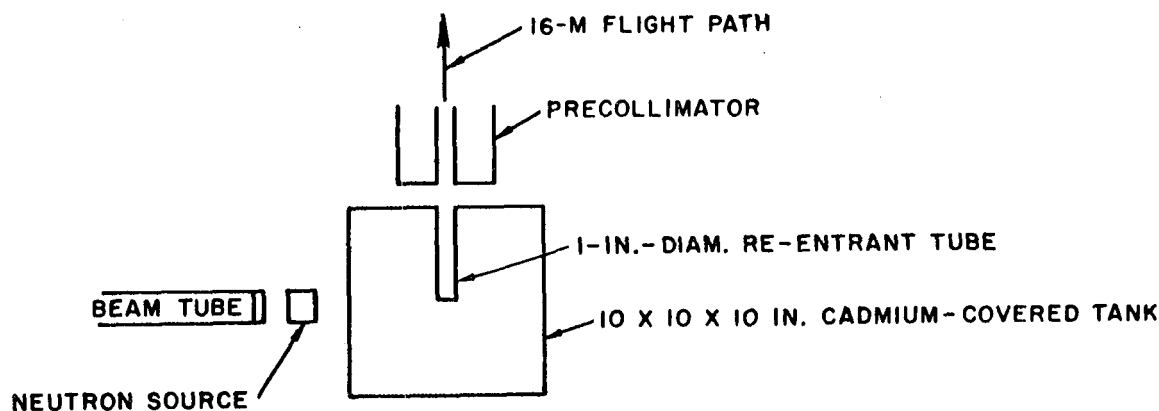 16-M FLIGHT PATH
PRECOLLIMATOR
1-IN.-DIAM. RE-ENTRANT TUBE
BEAM TUBE
10 X 10 X 10 IN. CADMIUM-COVERED TANK
NEUTRON SOURCE